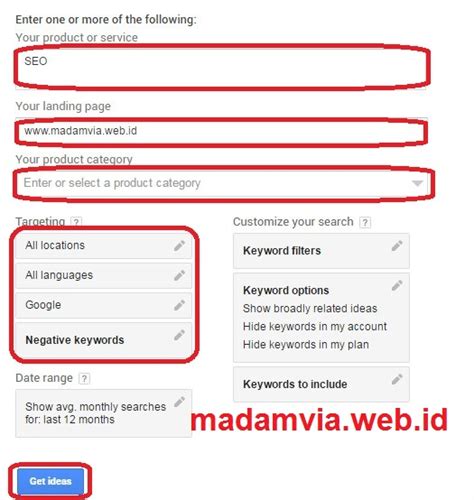 Enter one or more of the following:
Your product or service
SEO
Your landing page
www.madamvia.web.id
Your product category
Enter or select a product category
Targeting [?]
All locations
All languages
Google
Negative keywords
Date range [?]
Show avg. monthly searches
for: last 12 months
Customize your search [?]
Keyword filters
Keyword options
Show broadly related ideas
Hide keywords in my account
Hide keywords in my plan
Keywords to include
madamvia.web.id
Get ideas